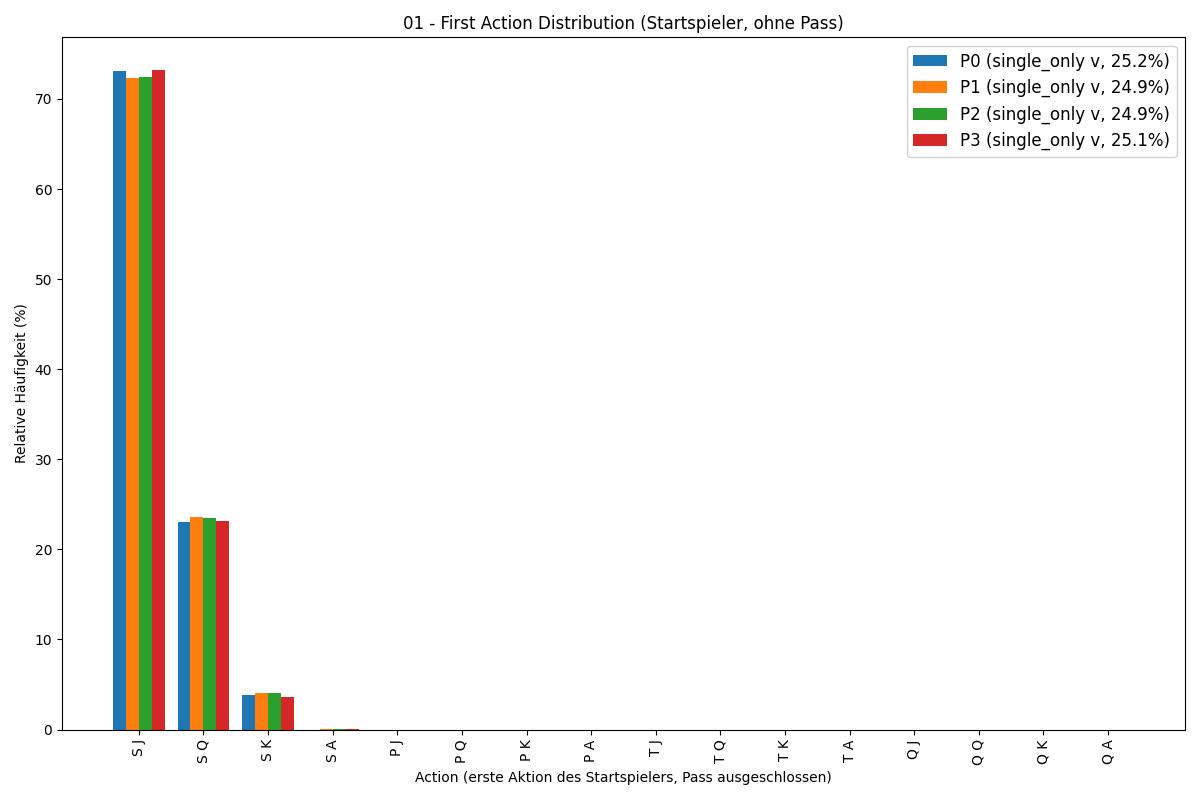 01 - First Action Distribution (Startspieler, ohne Pass)
P0 (single_only v, 25.2%)
P1 (single_only v, 24.9%)
P2 (single_only v, 24.9%)
P3 (single_only v, 25.1%)
Relative Häufigkeit (%)
70
60
50
40
30
20
10
0
S J
S Q
S K
S A
P J
P Q
P K
P A
T J
T Q
T K
T A
Q J
Q Q
Q K
Q A
Action (erste Aktion des Startspielers, Pass ausgeschlossen)